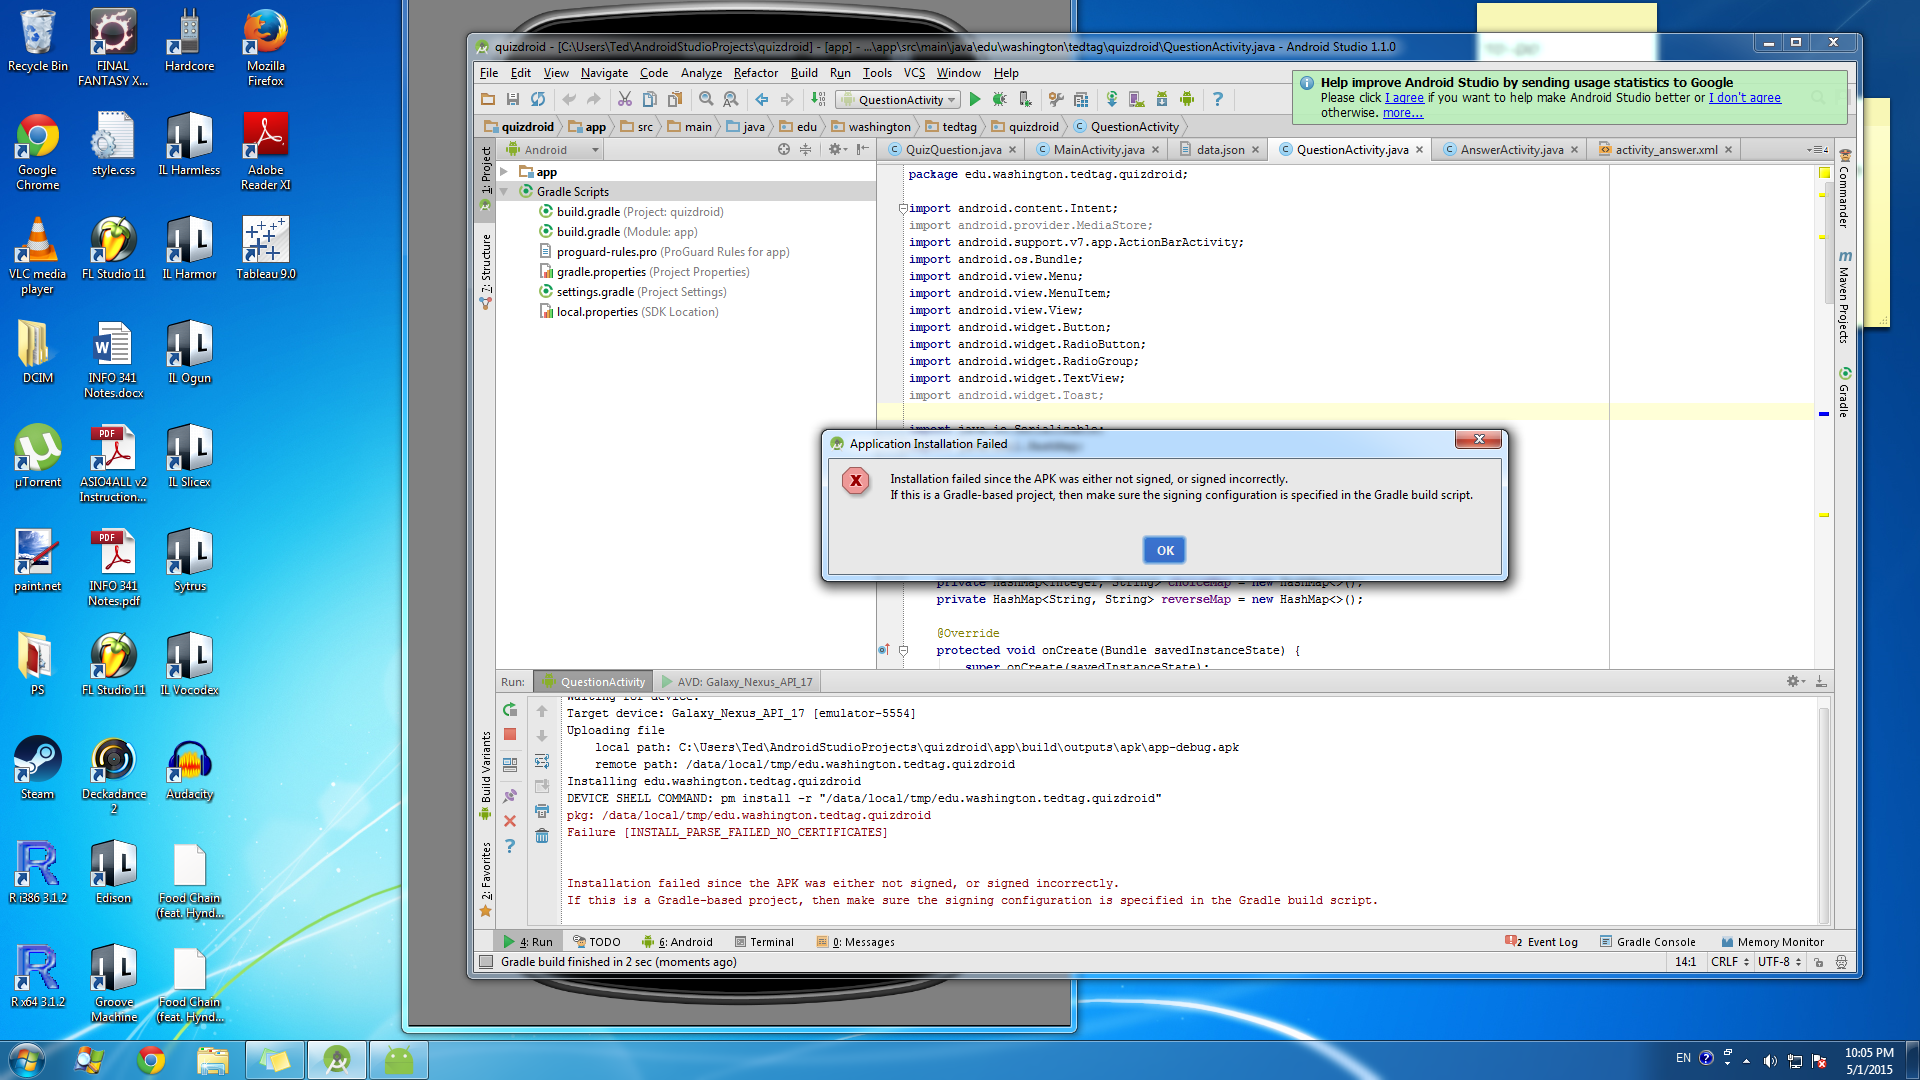 Recycle Bin
FINAL
FANTASY X...
Hardcore
Mozilla
Firefox
Google
Chrome
style.css
IL Harmless
Adobe
Reader XI
VLC media
player
FL Studio 11
IL Harmor
Tableau 9.0
DCIM
INFO 341
Notes.docx
IL Ogun
µTorrent
ASIO4ALL v2
Instruction...
IL Slicex
paint.net
INFO 341
Notes.pdf
Sytrus
PS
FL Studio 11
IL Vocodex
Steam
Deckadance
2
Audacity
R i386 3.1.2
Edison
Food Chain
(feat. Hynd...
R x64 3.1.2
Groove
Machine
Food Chain
(feat. Hynd...
quizdroid - [C:\Users\Ted\AndroidStudioProjects\quizdroid] - [app] - ...\app\src\main\java\edu\washington\tedtag\quizdroid\QuestionActivity.java - Android Studio 1.1.0
File Edit View Navigate Code Analyze Refactor Build Run Tools VCS Window Help
QuestionActivity
Help improve Android Studio by sending usage statistics to Google
Please click I agree if you want to help make Android Studio better or I don't agree
otherwise. more...
quizdroid app src main java edu washington tedtag quizdroid QuestionActivity
Android
QuizQuestion.java MainActivity.java data.json QuestionActivity.java AnswerActivity.java activity_answer.xml
1: Project
7: Structure
Build Variants
2: Favorites
app
Gradle Scripts
build.gradle (Project: quizdroid)
build.gradle (Module: app)
proguard-rules.pro (ProGuard Rules for app)
gradle.properties (Project Properties)
settings.gradle (Project Settings)
local.properties (SDK Location)
package edu.washington.tedtag.quizdroid;
import android.content.Intent;
import android.provider.MediaStore;
import android.support.v7.app.ActionBarActivity;
import android.os.Bundle;
import android.view.Menu;
import android.view.MenuItem;
import android.view.View;
import android.widget.Button;
import android.widget.RadioButton;
import android.widget.RadioGroup;
import android.widget.TextView;
import android.widget.Toast;
import java.io.Serializable;
Application Installation Failed
Installation failed since the APK was either not signed, or signed incorrectly.
If this is a Gradle-based project, then make sure the signing configuration is specified in the Gradle build script.
OK
private HashMap<Integer, String> choiceMap = new HashMap<>();
private HashMap<String, String> reverseMap = new HashMap<>();
@Override
protected void onCreate(Bundle savedInstanceState) {
super.onCreate(savedInstanceState);
Commander
Maven Projects
Gradle
Run: QuestionActivity AVD: Galaxy_Nexus_API_17
Waiting for device.
Target device: Galaxy_Nexus_API_17 [emulator-5554]
Uploading file
local path: C:\Users\Ted\AndroidStudioProjects\quizdroid\app\build\outputs\apk\app-debug.apk
remote path: /data/local/tmp/edu.washington.tedtag.quizdroid
Installing edu.washington.tedtag.quizdroid
DEVICE SHELL COMMAND: pm install -r "/data/local/tmp/edu.washington.tedtag.quizdroid"
pkg: /data/local/tmp/edu.washington.tedtag.quizdroid
Failure [INSTALL_PARSE_FAILED_NO_CERTIFICATES]
Installation failed since the APK was either not signed, or signed incorrectly.
If this is a Gradle-based project, then make sure the signing configuration is specified in the Gradle build script.
4: Run TODO 6: Android Terminal 0: Messages 2 Event Log Gradle Console Memory Monitor
Gradle build finished in 2 sec (moments ago) 14:1 CRLF UTF-8
EN
10:05 PM
5/1/2015